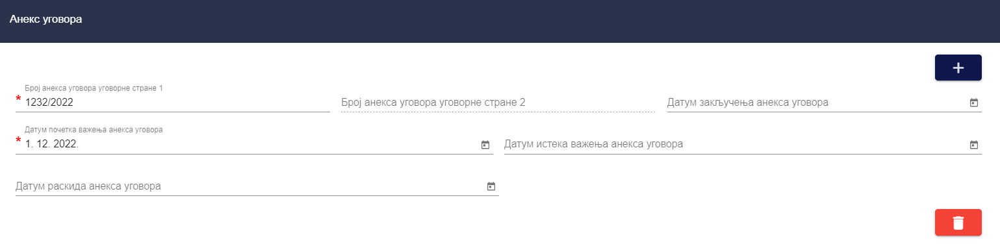 Анекс уговора
Број анекса уговора уговорне стране 1
* 1232/2022
Број анекса уговора уговорне стране 2
Датум закључења анекса уговора
Датум почетка важења анекса уговора
* 1. 12. 2022.
Датум истека важења анекса уговора
Датум раскида анекса уговора